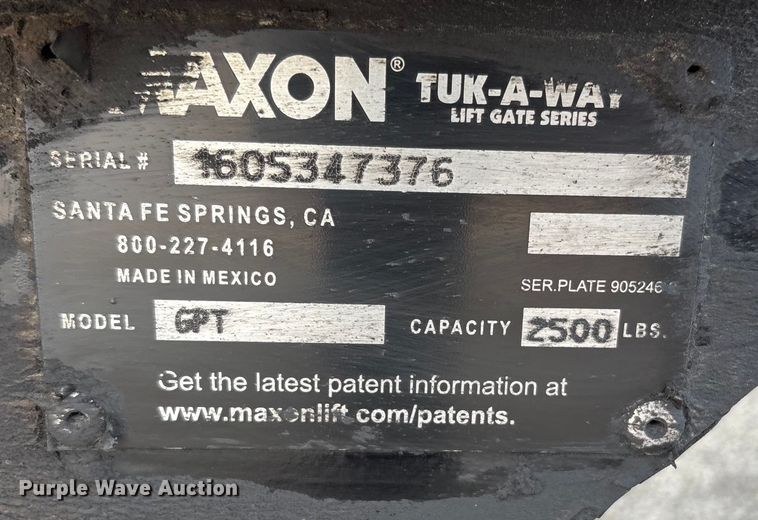 MAXON® TUK-A-WAY
LIFT GATE SERIES
SERIAL # 1605347376
SANTA FE SPRINGS, CA
800-227-4116
MADE IN MEXICO
SER.PLATE
MODEL GPT CAPACITY 2500 LBS.
Get the latest patent information at
www.maxonlift.com/patents.
Purple Wave Auction